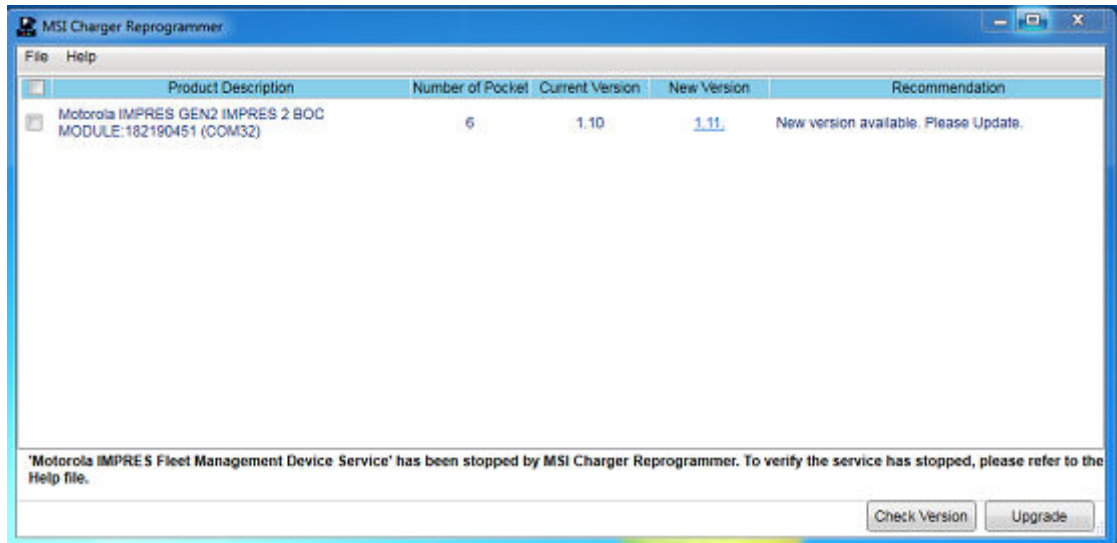 MSI Charger Reprogrammer
File Help
Product Description Number of Pocket Current Version New Version Recommendation
Motorola IMPRES GEN2 IMPRES 2 BOC
MODULE:182190451 (COM32) 6 1.10 1.11. New version available. Please Update.
'Motorola IMPRES Fleet Management Device Service' has been stopped by MSI Charger Reprogrammer. To verify the service has stopped, please refer to the
Help file.
Check Version Upgrade